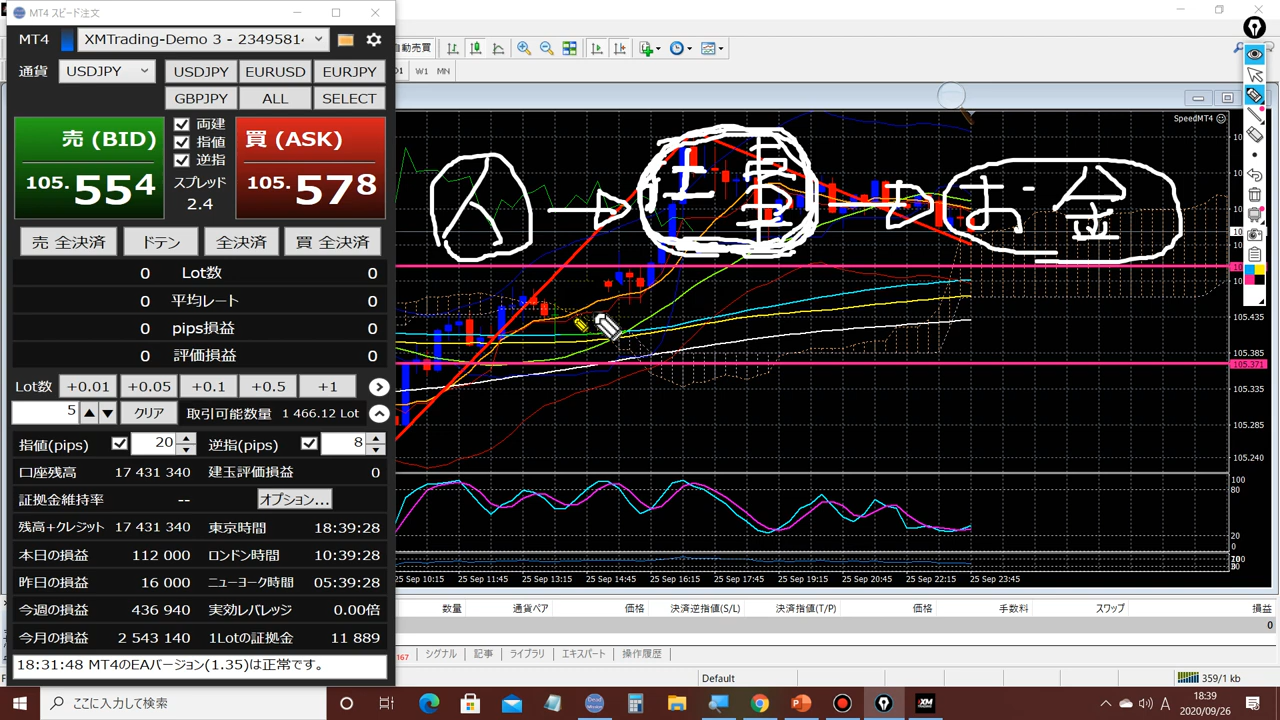 MT4 スピード注文
MT4 XMTrading-Demo 3 - 23495814
通貨 USDJPY USDJPY EURUSD EURJPY
GBPJPY ALL SELECT
売 (BID)
105.554
両建
指値
逆指
スプレッド
2.4
買 (ASK)
105.578
売 全決済 ドテン 全決済 買 全決済
0 Lot数 0
0 平均レート 0
0 pips損益 0
0 評価損益 0
Lot数 +0.01 +0.05 +0.1 +0.5 +1
5 クリア 取引可能数量 1 466.12 Lot
指値(pips) 20 逆指(pips) 8
口座残高 17 431 340 建玉評価損益 0
証拠金維持率 -- オプション...
残高+クレジット 17 431 340 東京時間 18:39:28
本日の損益 112 000 ロンドン時間 10:39:28
昨日の損益 16 000 ニューヨーク時間 05:39:28
今週の損益 436 940 実効レバレッジ 0.00倍
今月の損益 2 543 140 1Lotの証拠金 11 889
18:31:48 MT4のEAバージョン(1.35)は正常です。
自動売買
W1 MN
SpeedMT4
人 → 仕事 → お金
105.435
105.385
105.371
105.335
105.285
105.240
100
80
20
0
25 Sep 10:15 25 Sep 11:45 25 Sep 13:15 25 Sep 14:45 25 Sep 16:15 25 Sep 17:45 25 Sep 19:15 25 Sep 20:45 25 Sep 22:15 25 Sep 23:45
数量 通貨ペア 価格 決済逆指値(S/L) 決済指値(T/P) 価格 手数料 スワップ 損益
0
シグナル 記事 ライブラリ エキスパート 操作履歴
Default 359/1 kb
ここに入力して検索
A 18:39
2020/09/26